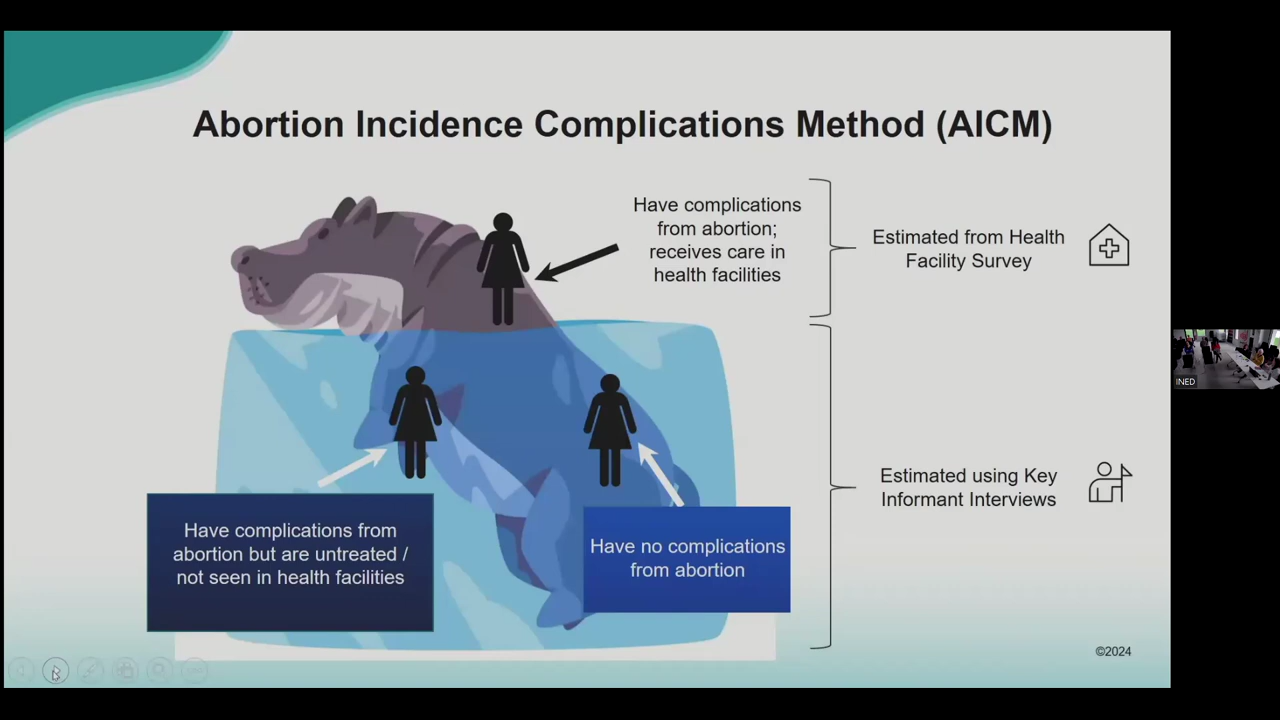 Abortion Incidence Complications Method (AICM)
Have complications
from abortion;
receives care in
health facilities
Estimated from Health
Facility Survey
Estimated using Key
Informant Interviews
Have complications from
abortion but are untreated /
not seen in health facilities
Have no complications
from abortion
©2024
INED